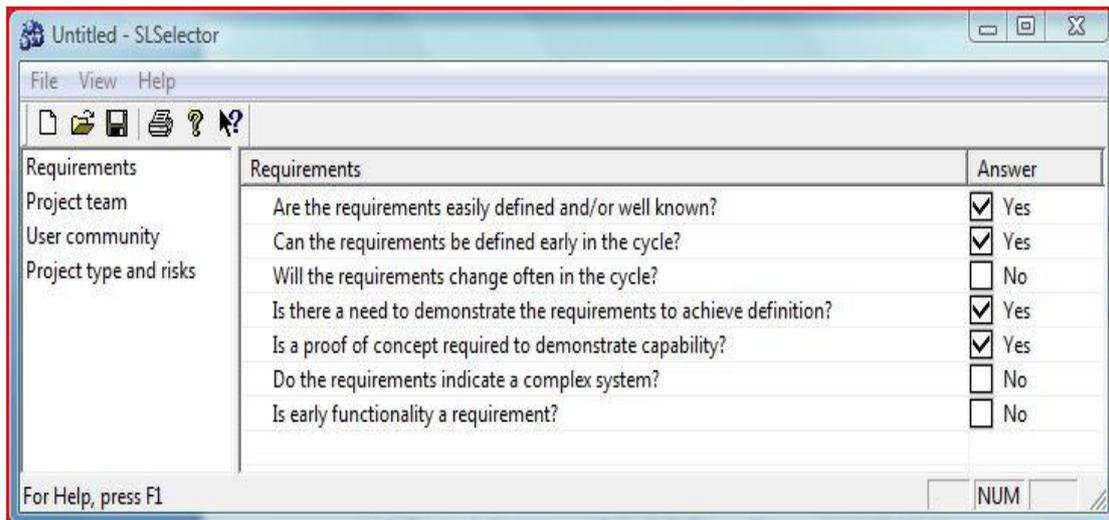 Untitled - SLSelector
File View Help
Requirements
Project team
User community
Project type and risks
Requirements Answer
Are the requirements easily defined and/or well known? Yes
Can the requirements be defined early in the cycle? Yes
Will the requirements change often in the cycle? No
Is there a need to demonstrate the requirements to achieve definition? Yes
Is a proof of concept required to demonstrate capability? Yes
Do the requirements indicate a complex system? No
Is early functionality a requirement? No
For Help, press F1 NUM